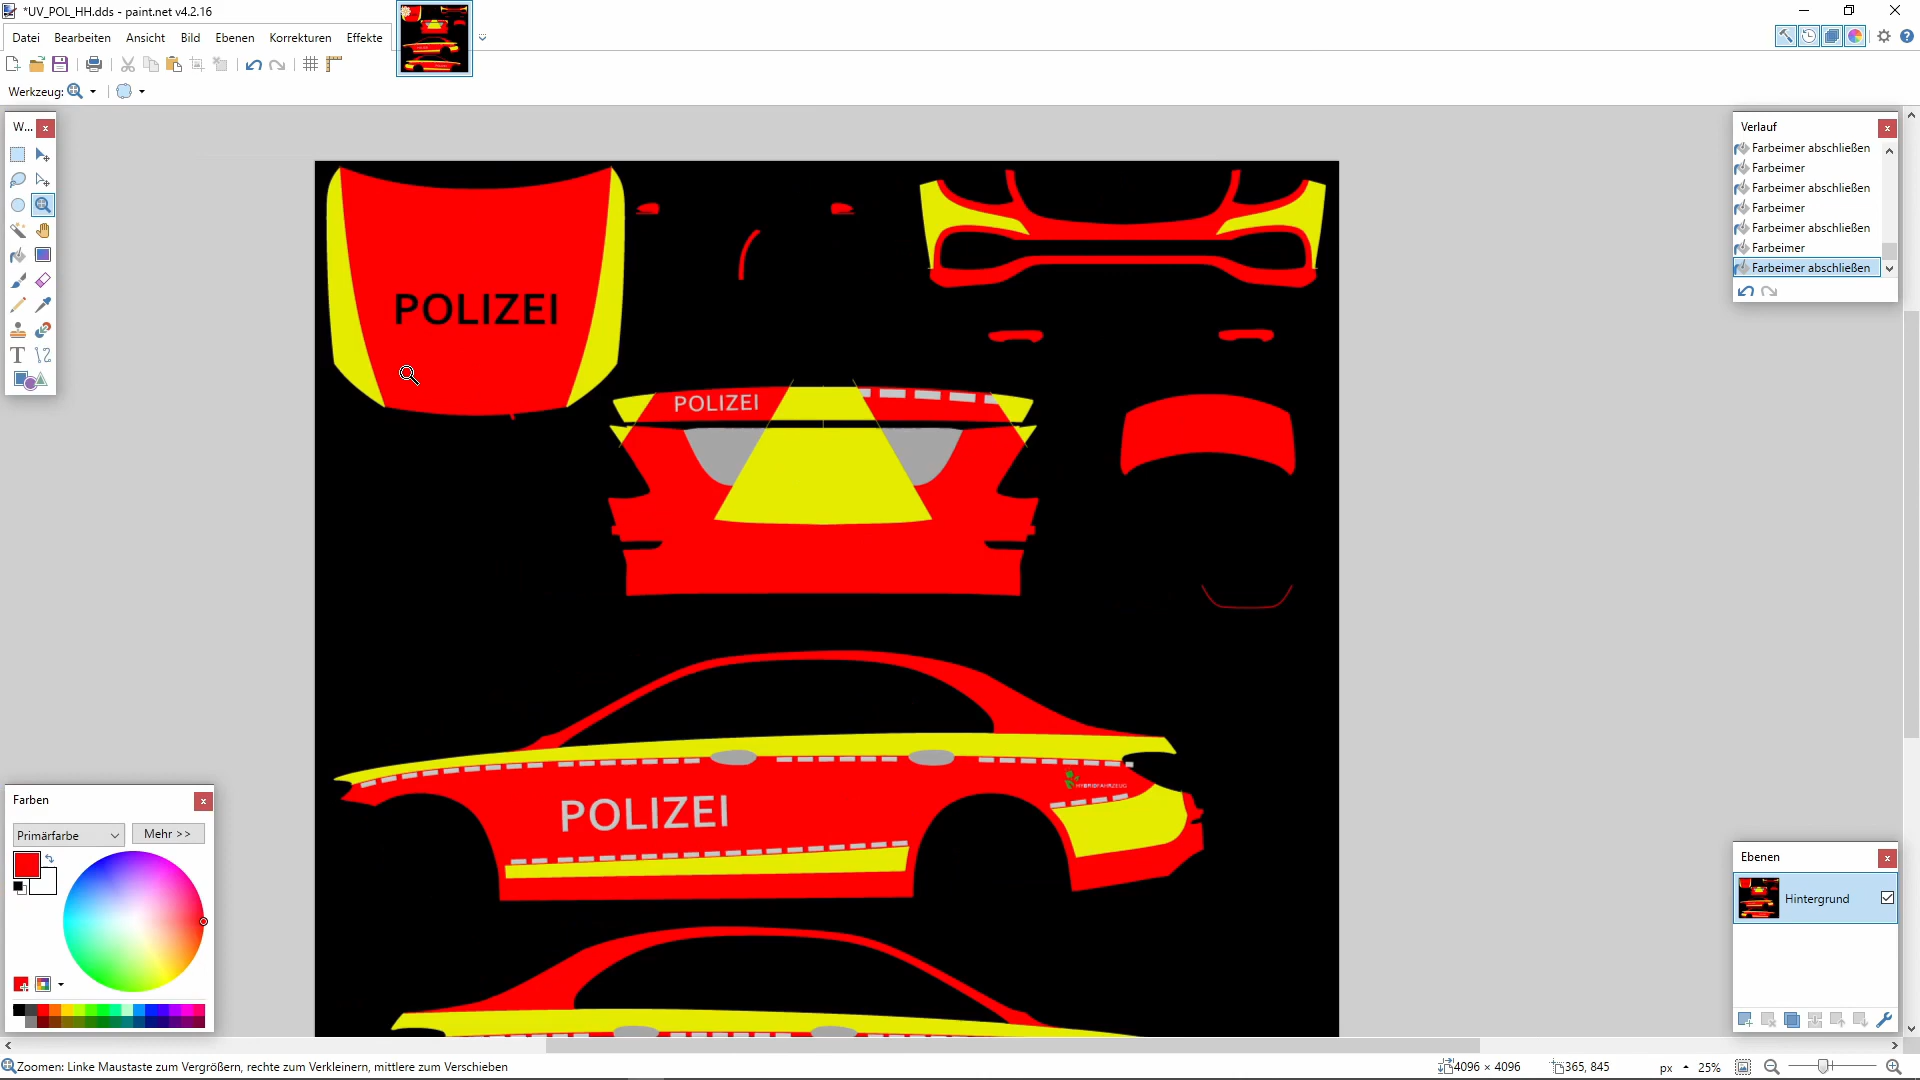 *UV_POL_HH.dds - paint.net v4.2.16
Datei Bearbeiten Ansicht Bild Ebenen Korrekturen Effekte
Werkzeug:
W...
Verlauf
Farbeimer abschließen
Farbeimer
Farbeimer abschließen
Farbeimer
Farbeimer abschließen
Farbeimer
Farbeimer abschließen
POLIZEI
POLIZEI
HYBRIDFAHRZEUG
POLIZEI
Farben
Primärfarbe
Mehr >>
Ebenen
Hintergrund
Zoomen: Linke Maustaste zum Vergrößern, rechte zum Verkleinern, mittlere zum Verschieben
4096 × 4096
365, 845
px
25%